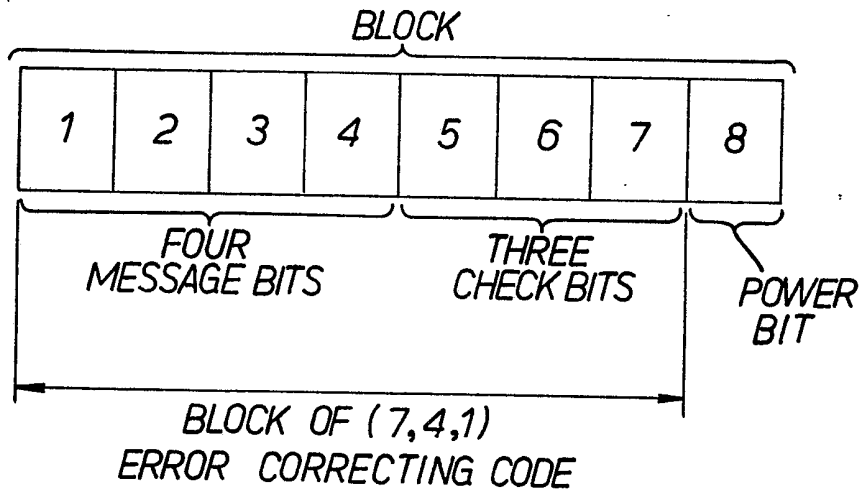 BLOCK
1 2 3 4 5 6 7 8
FOUR
MESSAGE BITS
THREE
CHECK BITS
POWER
BIT
BLOCK OF (7,4,1)
ERROR CORRECTING CODE